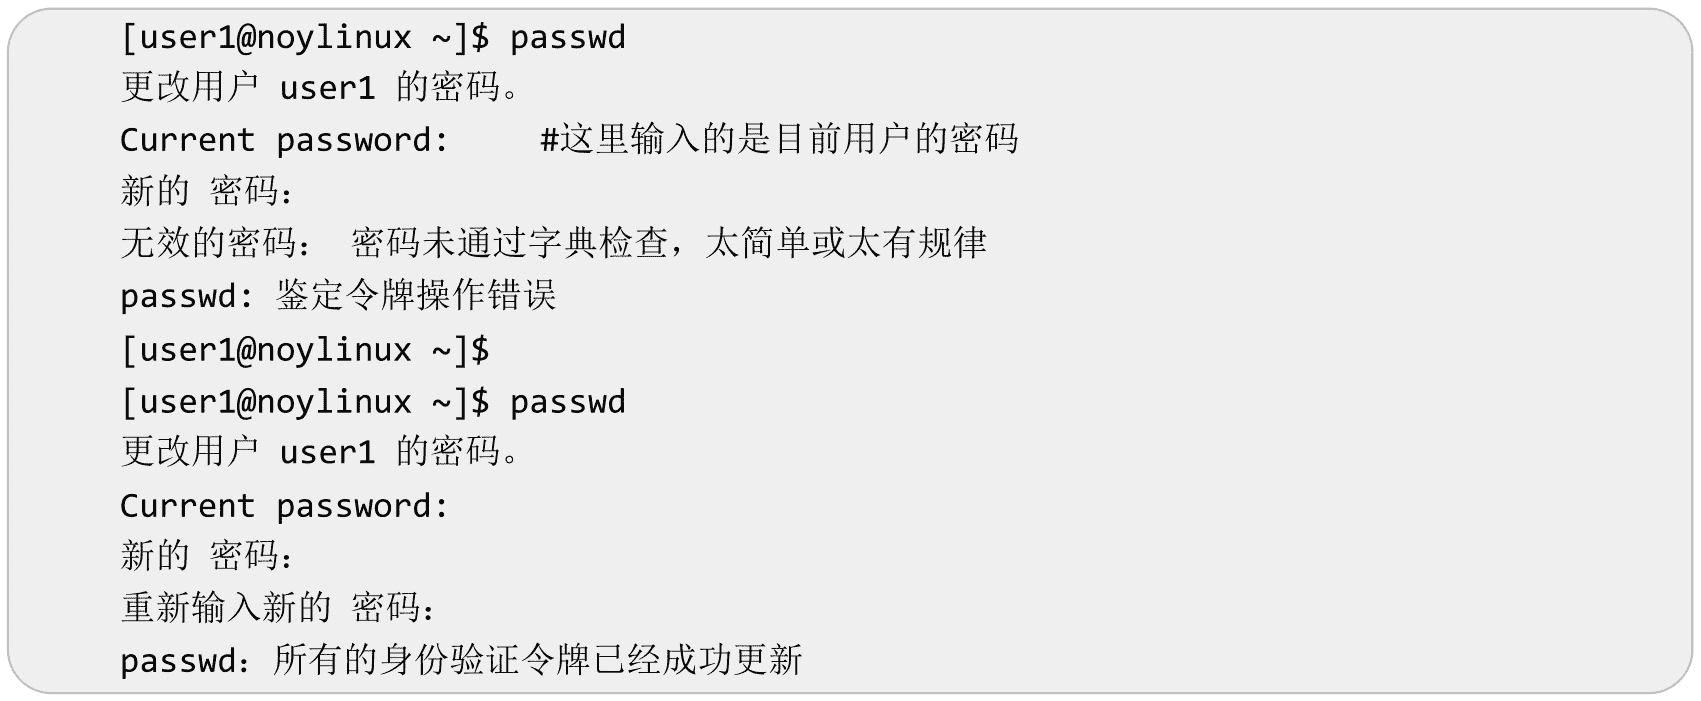 [user1@noylinux ~]$ passwd
更改用户 user1 的密码。
Current password:     #这里输入的是目前用户的密码
新的 密码：
无效的密码： 密码未通过字典检查，太简单或太有规律
passwd: 鉴定令牌操作错误
[user1@noylinux ~]$
[user1@noylinux ~]$ passwd
更改用户 user1 的密码。
Current password:
新的 密码：
重新输入新的 密码：
passwd：所有的身份验证令牌已经成功更新